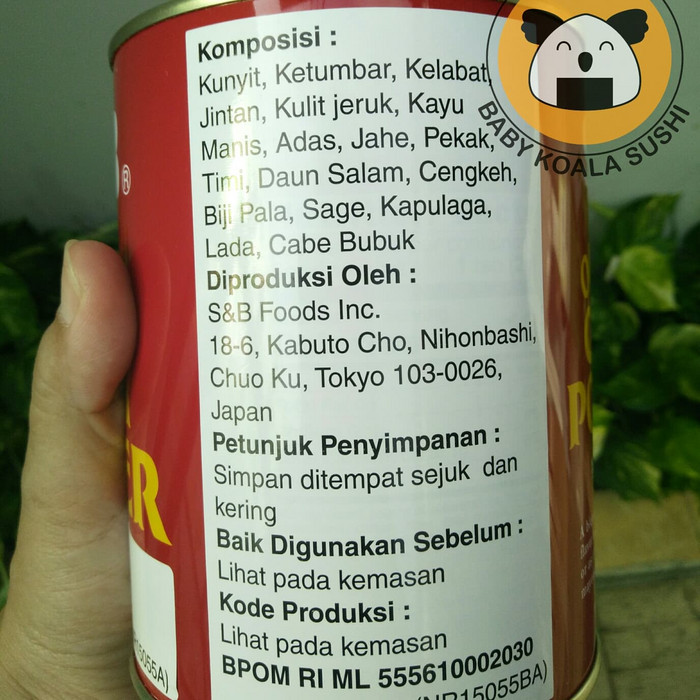 Komposisi :
Kunyit, Ketumbar, Kelabat,
Jintan, Kulit jeruk, Kayu
Manis, Adas, Jahe, Pekak,
Timi, Daun Salam, Cengkeh,
Biji Pala, Sage, Kapulaga,
Lada, Cabe Bubuk
Diproduksi Oleh :
S&B Foods Inc.
18-6, Kabuto Cho, Nihonbashi,
Chuo Ku, Tokyo 103-0026,
Japan
Petunjuk Penyimpanan :
Simpan ditempat sejuk dan
kering
Baik Digunakan Sebelum :
Lihat pada kemasan
Kode Produksi :
Lihat pada kemasan
BPOM RI ML 555610002030
(NR15055BA)
BABY KOALA SUSHI
®